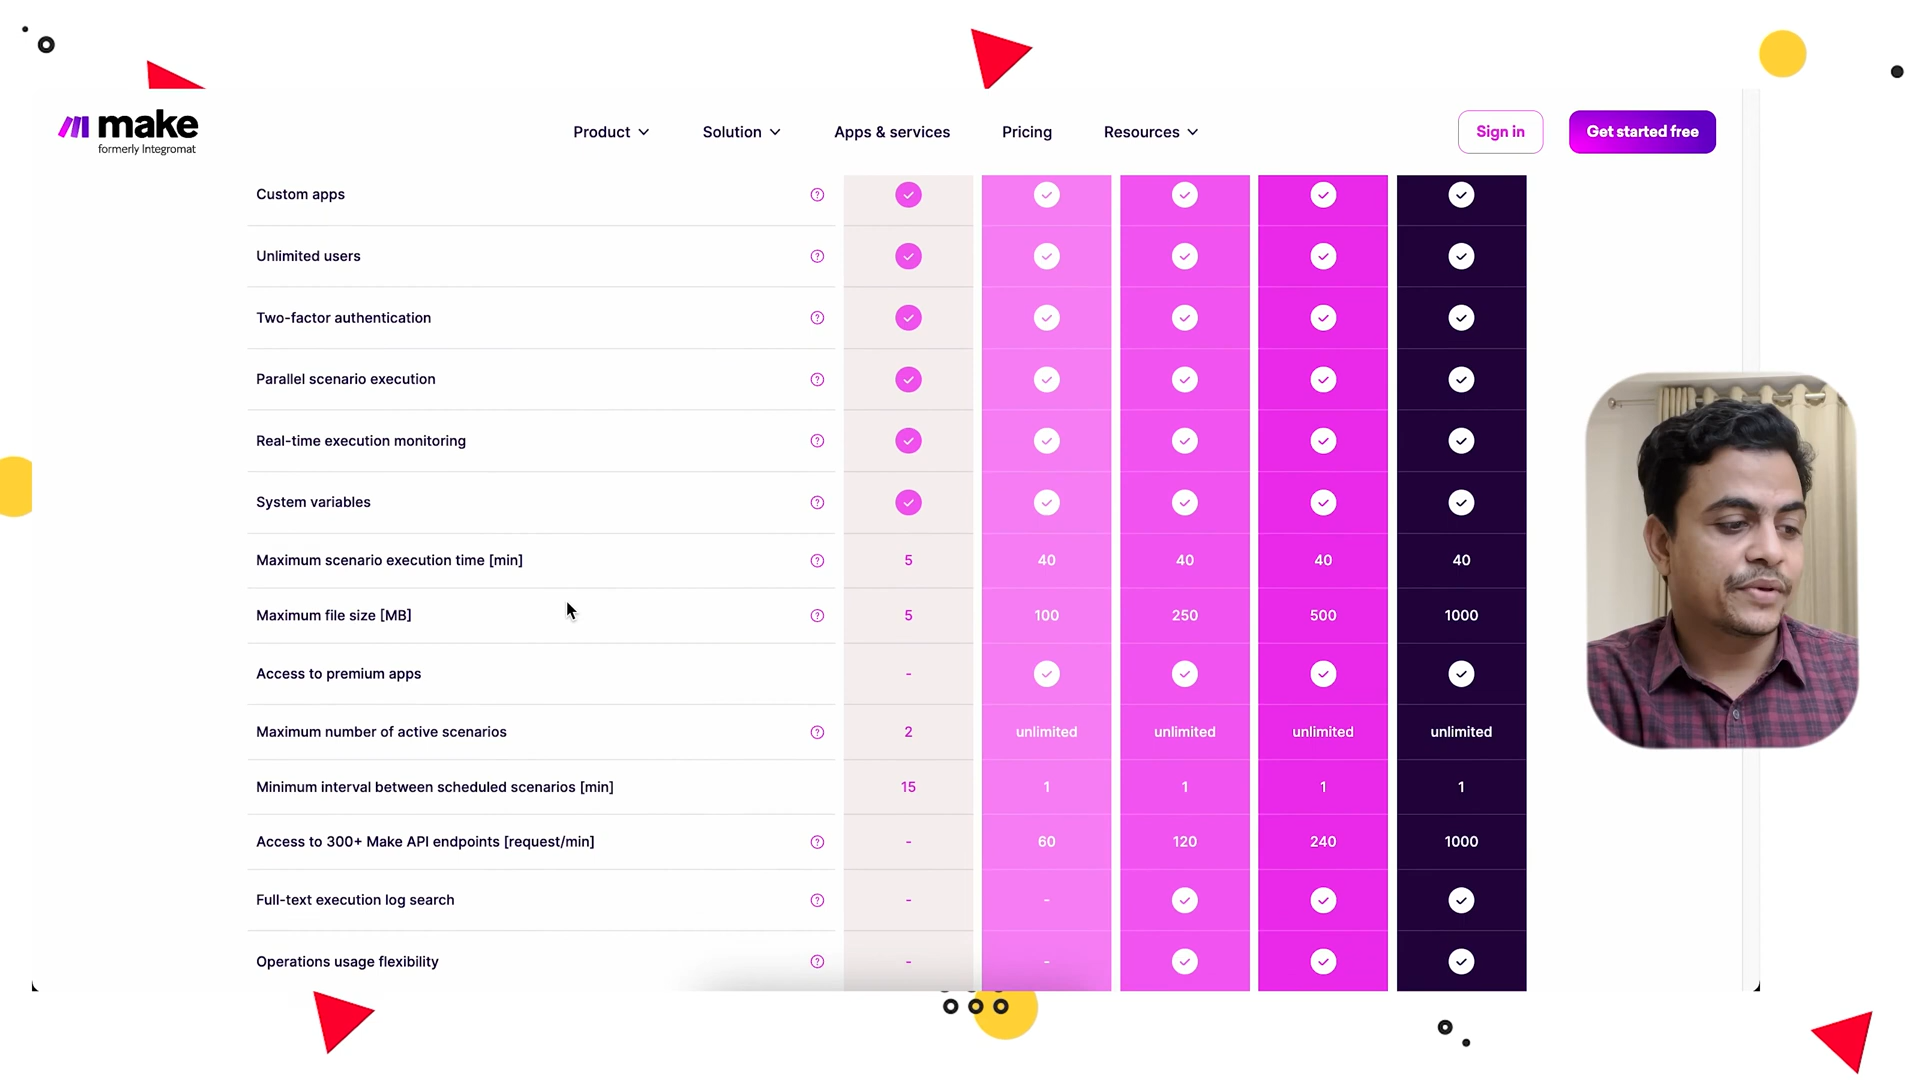 make
formerly Integromat
Product
Solution
Apps & services
Pricing
Resources
Sign in
Get started free
Custom apps
Unlimited users
Two-factor authentication
Parallel scenario execution
Real-time execution monitoring
System variables
Maximum scenario execution time [min] 5 40 40 40 40
Maximum file size [MB] 5 100 250 500 1000
Access to premium apps -
Maximum number of active scenarios 2 unlimited unlimited unlimited unlimited
Minimum interval between scheduled scenarios [min] 15 1 1 1 1
Access to 300+ Make API endpoints [request/min] - 60 120 240 1000
Full-text execution log search - -
Operations usage flexibility - -